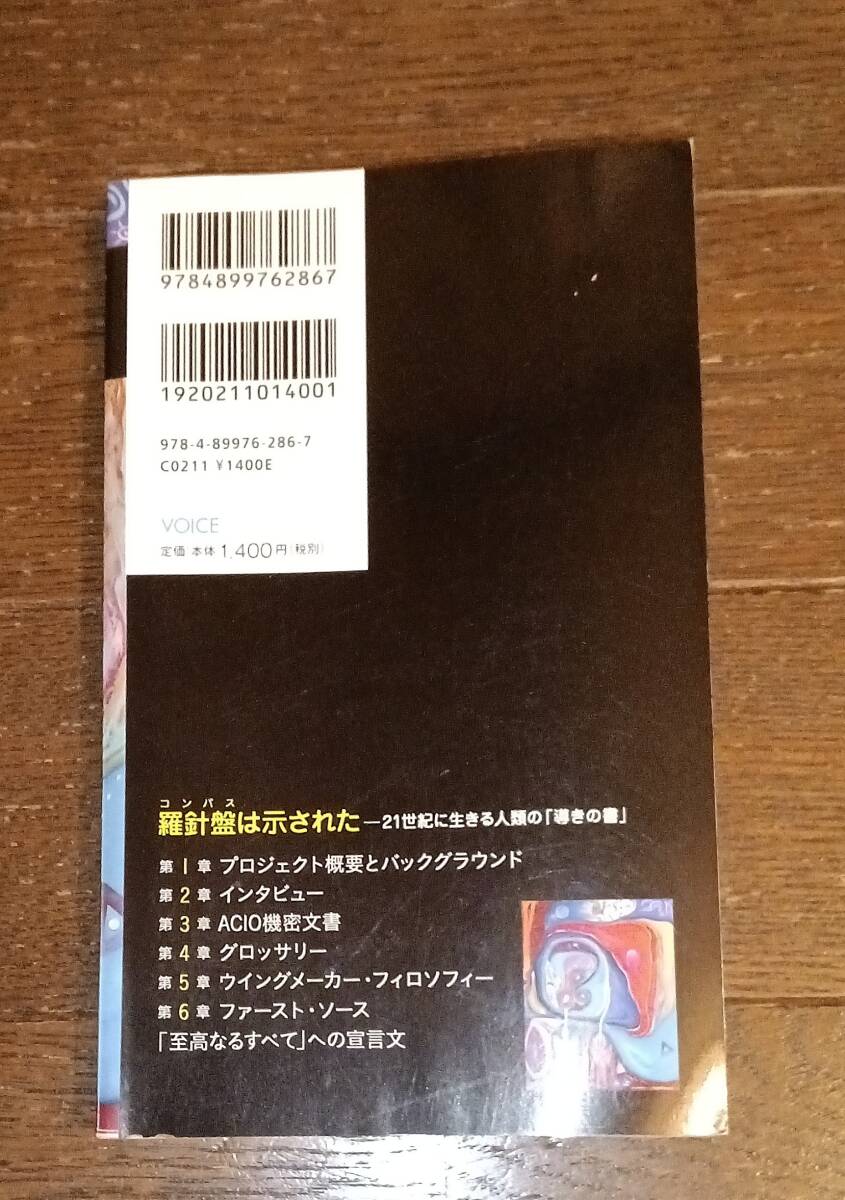 9784899762867
1920211014001
978-4-89976-286-7
C0211 ¥1400E
VOICE
定価 本体1,400円(税別)
コンパス
羅針盤は示された—21世紀に生きる人類の「導きの書」
第1章 プロジェクト概要とバックグラウンド
第2章 インタビュー
第3章 ACIO機密文書
第4章 グロッサリー
第5章 ウイングメーカー・フィロソフィー
第6章 ファースト・ソース
「至高なるすべて」への宣言文